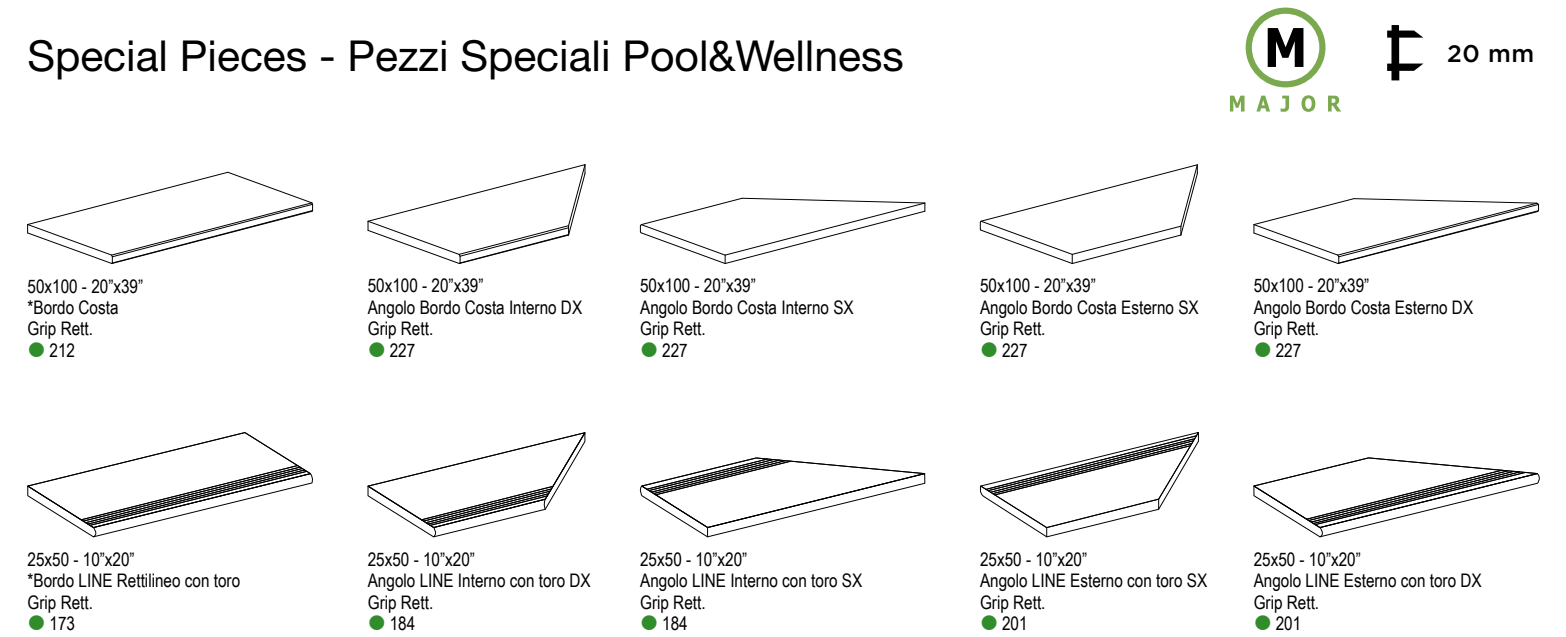 Special Pieces - Pezzi Speciali Pool&Wellness
M
MAJOR
20 mm
50x100 - 20”x39”
*Bordo Costa
Grip Rett.
212
50x100 - 20”x39”
Angolo Bordo Costa Interno DX
Grip Rett.
227
50x100 - 20”x39”
Angolo Bordo Costa Interno SX
Grip Rett.
227
50x100 - 20”x39”
Angolo Bordo Costa Esterno SX
Grip Rett.
227
50x100 - 20”x39”
Angolo Bordo Costa Esterno DX
Grip Rett.
227
25x50 - 10”x20”
*Bordo LINE Rettilineo con toro
Grip Rett.
173
25x50 - 10”x20”
Angolo LINE Interno con toro DX
Grip Rett.
184
25x50 - 10”x20”
Angolo LINE Interno con toro SX
Grip Rett.
184
25x50 - 10”x20”
Angolo LINE Esterno con toro SX
Grip Rett.
201
25x50 - 10”x20”
Angolo LINE Esterno con toro DX
Grip Rett.
201